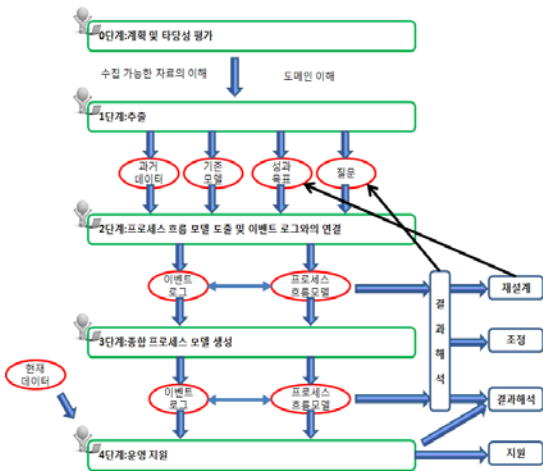 0단계:계획 및 타당성 평가
수집 가능한 자료의 이해
도메인 이해
1단계:추출
과거
데이터
기존
모델
성과
목표
질문
2단계:프로세스 흐름 모델 도출 및 이벤트 로그와의 연결
이벤트
로그
프로세스
흐름모델
결과해석
재설계
3단계:종합 프로세스 모델 생성
조정
현재
데이터
이벤트
로그
프로세스
흐름모델
결과해석
4단계:운영 지원
지원